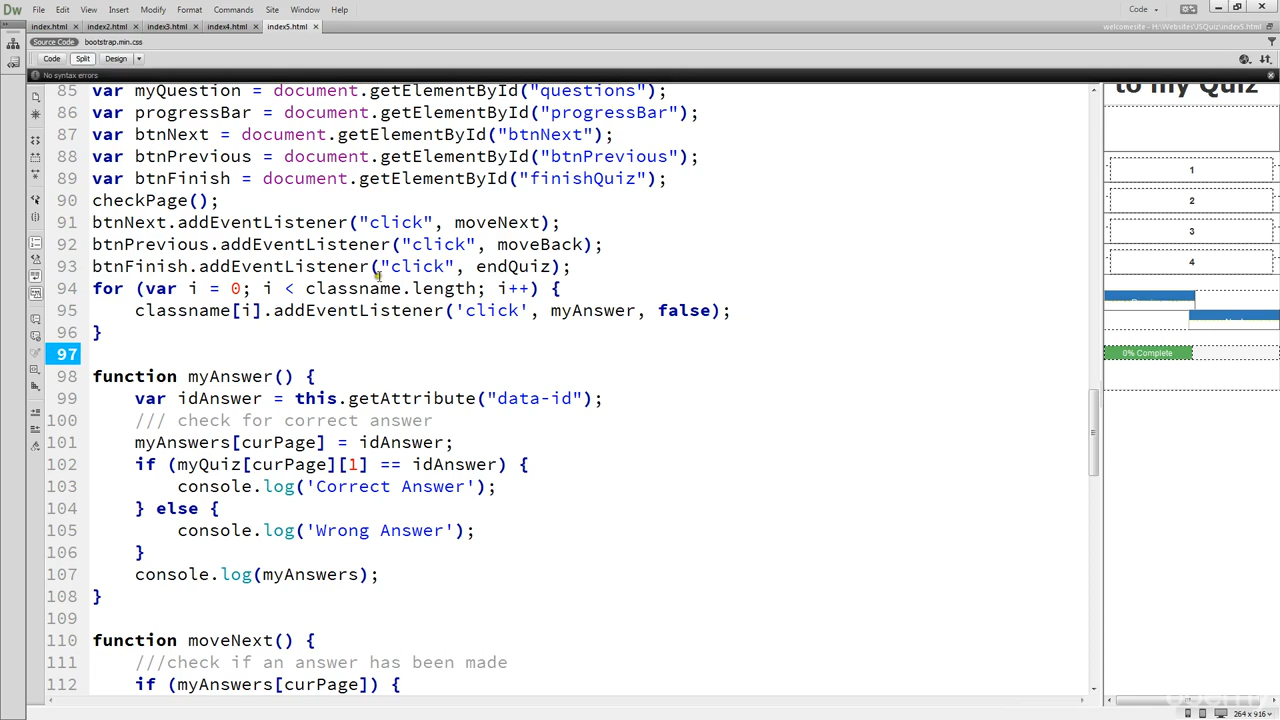 Dw File Edit View Insert Modify Format Commands Site Window Help Code
index.html × index2.html × index3.html × index4.html × index5.html × welcomesite - H:\Websites\JSQuiz\index5.html
Source Code bootstrap.min.css
Code Split Design
No syntax errors
85 var myQuestion = document.getElementById("questions");
86 var progressBar = document.getElementById("progressBar");
87 var btnNext = document.getElementById("btnNext");
88 var btnPrevious = document.getElementById("btnPrevious");
89 var btnFinish = document.getElementById("finishQuiz");
90 checkPage();
91 btnNext.addEventListener("click", moveNext);
92 btnPrevious.addEventListener("click", moveBack);
93 btnFinish.addEventListener("click", endQuiz);
94 for (var i = 0; i < classname.length; i++) {
95 classname[i].addEventListener('click', myAnswer, false);
96 }
97
98 function myAnswer() {
99 var idAnswer = this.getAttribute("data-id");
100 /// check for correct answer
101 myAnswers[curPage] = idAnswer;
102 if (myQuiz[curPage][1] == idAnswer) {
103 console.log('Correct Answer');
104 } else {
105 console.log('Wrong Answer');
106 }
107 console.log(myAnswers);
108 }
109
110 function moveNext() {
111 ///check if an answer has been made
112 if (myAnswers[curPage]) {
to my Quiz
1
2
3
4
0% Complete
264 x 916